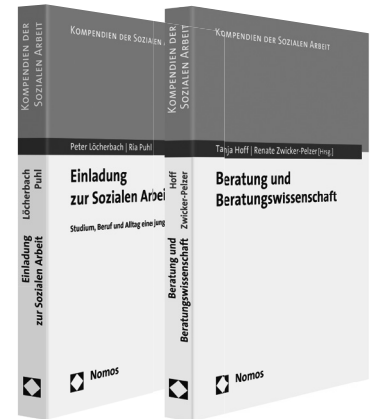 KOMPENDIEN DER
SOZIALEN ARBEIT
Löcherbach
Puhl
Einladung
zur Sozialen Arbeit
KOMPENDIEN DER SOZIALEN
Peter Löcherbach | Ria Puhl
Einladung
zur Sozialen Arbei
Studium, Beruf und Alltag einer jung
Nomos
KOMPENDIEN DER
SOZIALEN ARBEIT
Hoff
Zwicker-Pelzer
Beratung und
Beratungswissenschaft
KOMPENDIEN DER SOZIALEN ARBEIT
Tanja Hoff | Renate Zwicker-Pelzer [Hrsg.]
Beratung und
Beratungswissenschaft
Nomos